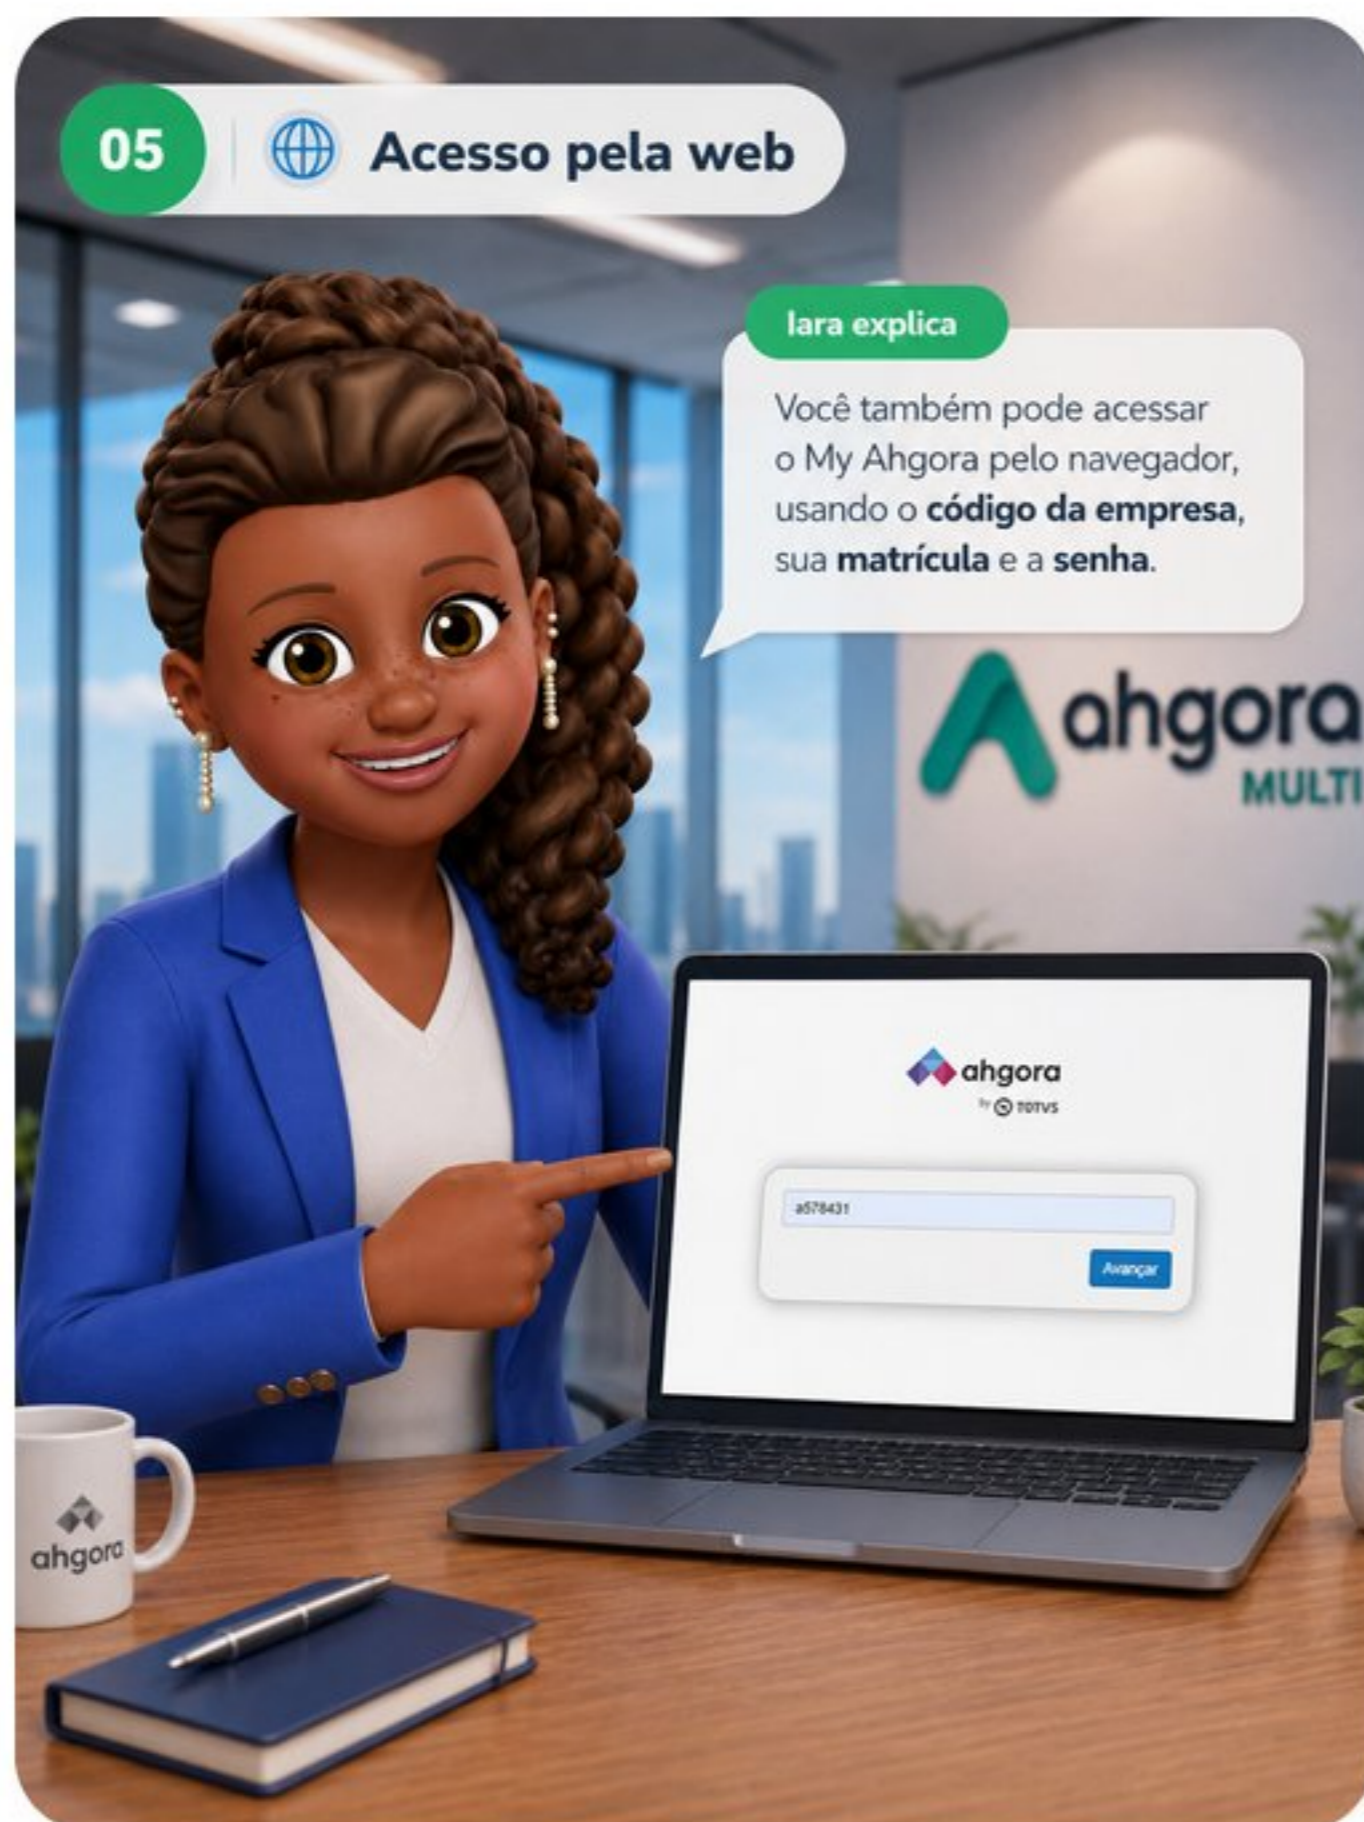 05
Acesso pela web
Iara explica
Você também pode acessar
o My Ahgora pelo navegador,
usando o código da empresa,
sua matrícula e a senha.
ahgora
MULTI
ahgora
by TOTVS
a578431
Avançar
ahgora